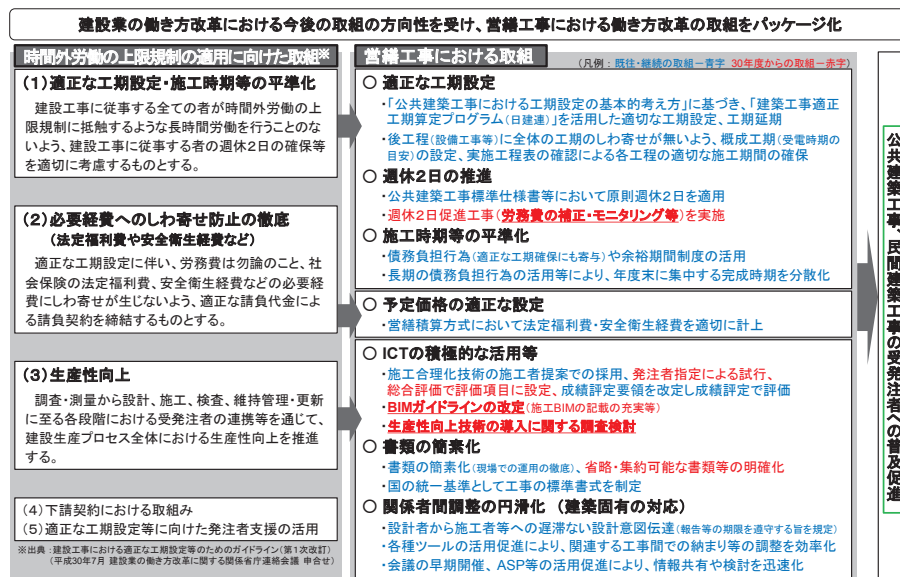 建設業の働き方改革における今後の取組の方向性を受け、営繕工事における働き方改革の取組をパッケージ化
時間外労働の上限規制の適用に向けた取組※
(1)適正な工期設定・施工時期等の平準化
建設工事に従事する全ての者が時間外労働の上
限規制に抵触するような長時間労働を行うことのな
いよう、建設工事に従事する者の週休2日の確保等
を適切に考慮するものとする。
(2)必要経費へのしわ寄せ防止の徹底
(法定福利費や安全衛生経費など)
適正な工期設定に伴い、労務費は勿論のこと、社
会保険の法定福利費、安全衛生経費などの必要経
費にしわ寄せが生じないよう、適正な請負代金によ
る請負契約を締結するものとする。
(3)生産性向上
調査・測量から設計、施工、検査、維持管理・更新
に至る各段階における受発注者の連携等を通じて、
建設生産プロセス全体における生産性向上を推進
する。
(4)下請契約における取組み
(5)適正な工期設定等に向けた発注者支援の活用
※出典:建設工事における適正な工期設定等のためのガイドライン(第1次改訂)
(平成30年7月 建設業の働き方改革に関する関係省庁連絡会議 申合せ)
営繕工事における取組
(凡例:既往・継続の取組-青字 30年度からの取組-赤字)
○ 適正な工期設定
・「公共建築工事における工期設定の基本的考え方」に基づき、「建築工事適正
工期算定プログラム(日建連)」を活用した適切な工期設定、工期延期
・後工程(設備工事等)に全体の工期のしわ寄せが無いよう、概成工期(受電時期の
目安)の設定、実施工程表の確認による各工程の適切な施工期間の確保
○ 週休2日の推進
・公共建築工事標準仕様書等において原則週休2日を適用
・週休2日促進工事(労務費の補正・モニタリング等)を実施
○ 施工時期等の平準化
・債務負担行為(適正な工期確保にも寄与)や余裕期間制度の活用
・長期の債務負担行為の活用等により、年度末に集中する完成時期を分散化
○ 予定価格の適正な設定
・営繕積算方式において法定福利費・安全衛生経費を適切に計上
○ ICTの積極的な活用等
・施工合理化技術の施工者提案での採用、発注者指定による試行、
総合評価で評価項目に設定、成績評定要領を改定し成績評定で評価
・BIMガイドラインの改定(施工BIMの記載の充実等)
・生産性向上技術の導入に関する調査検討
○ 書類の簡素化
・書類の簡素化(現場での運用の徹底)、省略・集約可能な書類等の明確化
・国の統一基準として工事の標準書式を制定
○ 関係者間調整の円滑化 (建築固有の対応)
・設計者から施工者等への遅滞ない設計意図伝達(報告等の期限を遵守する旨を規定)
・各種ツールの活用促進により、関連する工事間での納まり等の調整を効率化
・会議の早期開催、ASP等の活用促進により、情報共有や検討を迅速化
公共建築工事、民間建築工事の受発注者への普及促進